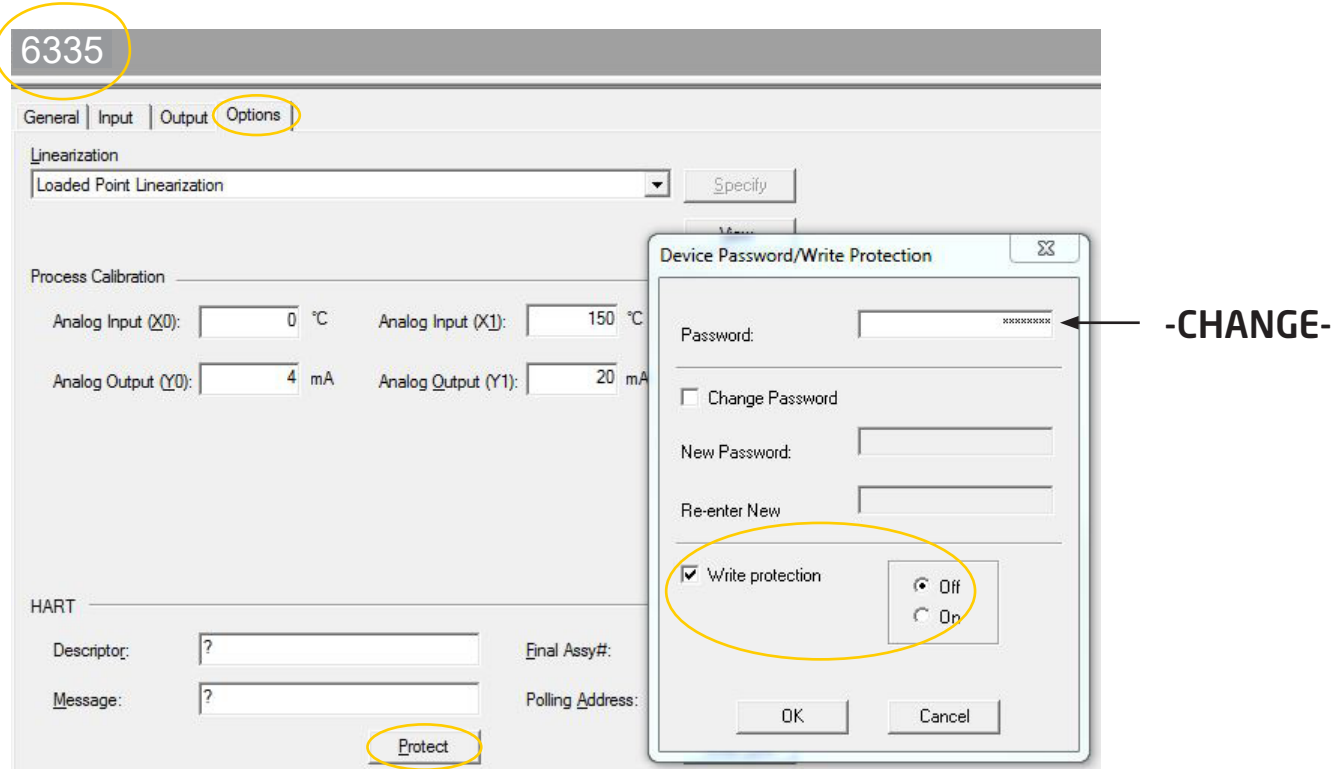 6335
General Input Output Options
Linearization
Loaded Point Linearization Specify
View
Device Password/Write Protection
Process Calibration
Analog Input (X0): 0 °C Analog Input (X1): 150 °C
Password: ******** -CHANGE-
Analog Output (Y0): 4 mA Analog Output (Y1): 20 mA
Change Password
New Password:
Re-enter New
Write protection Off
On
HART
Descriptor: ? Final Assy#:
Message: ? Polling Address:
OK Cancel
Protect